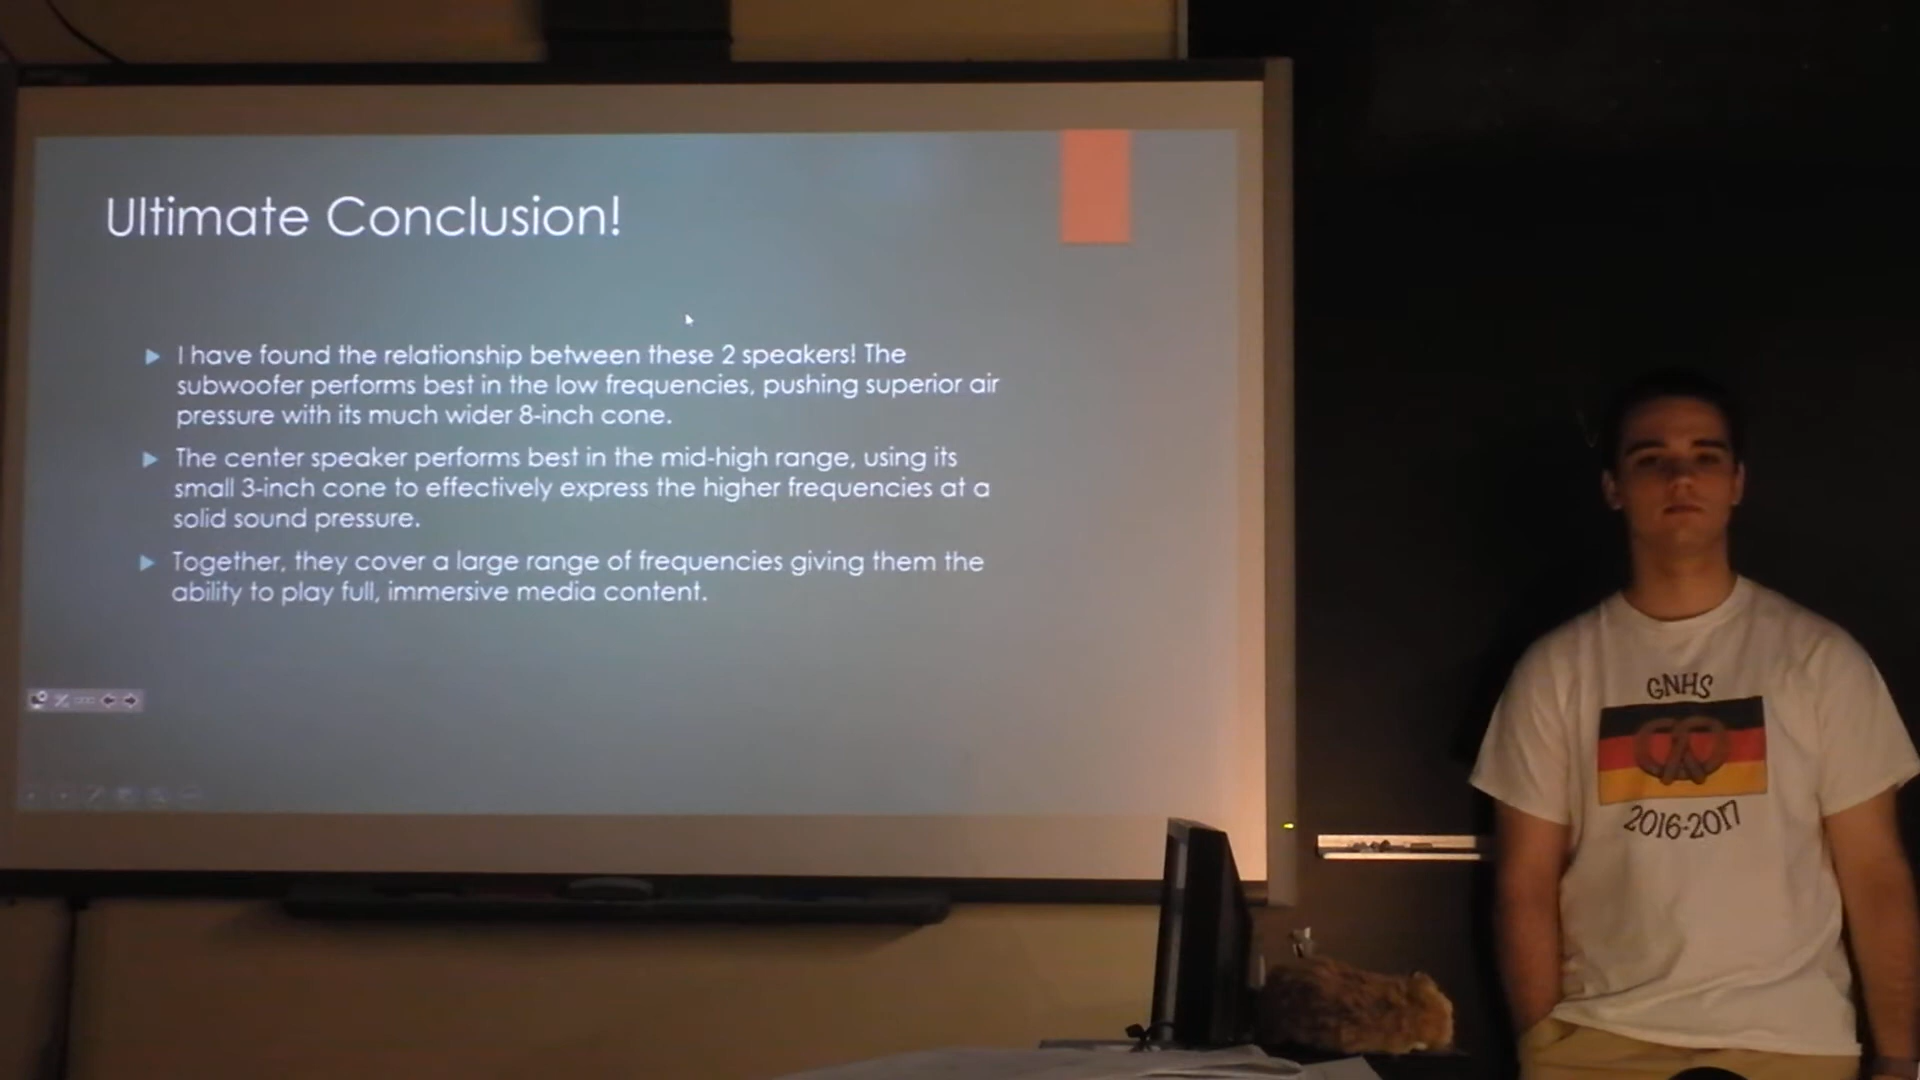 Ultimate Conclusion!
I have found the relationship between these 2 speakers! The
subwoofer performs best in the low frequencies, pushing superior air
pressure with its much wider 8-inch cone.
The center speaker performs best in the mid-high range, using its
small 3-inch cone to effectively express the higher frequencies at a
solid sound pressure.
Together, they cover a large range of frequencies giving them the
ability to play full, immersive media content.
GNHS
2016-2017